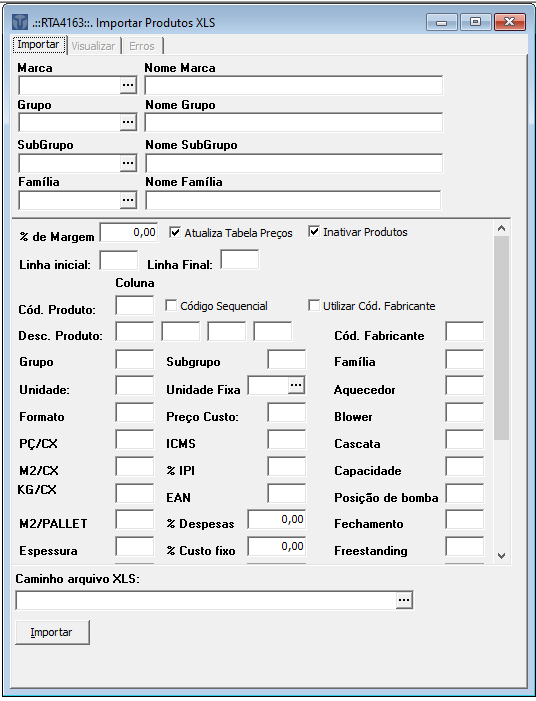 .::RTA4163::. Importar Produtos XLS
Importar Visualizar Erros
Marca Nome Marca
...
Grupo Nome Grupo
...
SubGrupo Nome SubGrupo
...
Família Nome Família
...
% de Margem 0,00 Atualiza Tabela Preços Inativar Produtos
Linha inicial: Linha Final:
Coluna
Cód. Produto: Código Sequencial Utilizar Cód. Fabricante
Desc. Produto: Cód. Fabricante
Grupo Subgrupo Família
Unidade: Unidade Fixa ... Aquecedor
Formato Preço Custo: Blower
PÇ/CX ICMS Cascata
M2/CX % IPI Capacidade
KG/CX EAN Posição de bomba
M2/PALLET % Despesas 0,00 Fechamento
Espessura % Custo fixo 0,00 Freestanding
Caminho arquivo XLS:
...
Importar